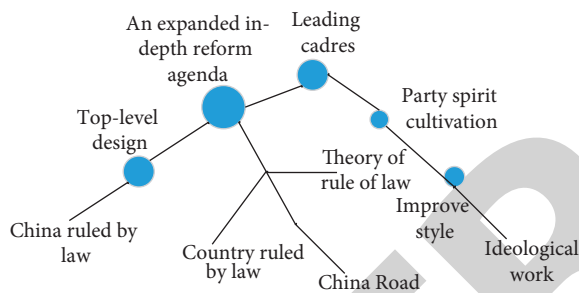 An expanded in-
depth reform
agenda
Leading
cadres
Top-level
design
Party spirit
cultivation
Theory of
rule of law
China ruled by
law
Country ruled
by law
China Road
Improve
style
Ideological
work